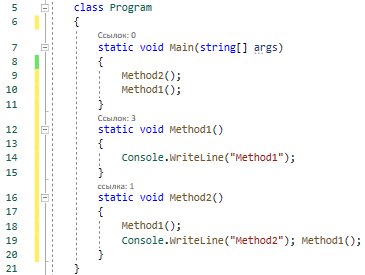 5 class Program
6 {
Ссылок: 0
7 static void Main(string[] args)
8 {
9 Method2();
10 Method1();
11 }
Ссылок: 3
12 static void Method1()
13 {
14 Console.WriteLine("Method1");
15 }
ссылка: 1
16 static void Method2()
17 {
18 Method1();
19 Console.WriteLine("Method2"); Method1();
20 }
21 }